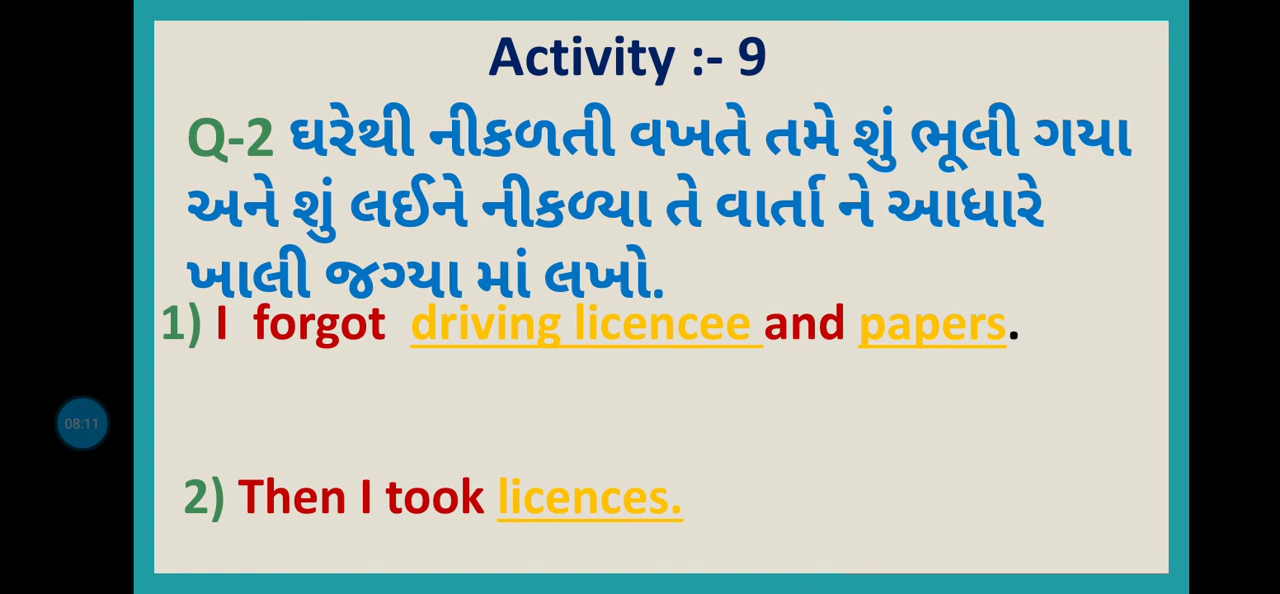 Activity :- 9
Q-2 ઘરેથી નીકળતી વખતે તમે શું ભૂલી ગયા
અને શું લઈને નીકળ્યા તે વાર્તા ને આધારે
ખાલી જગ્યા માં લખો.
1) I forgot driving licencee and papers.
08:11
2) Then I took licences.